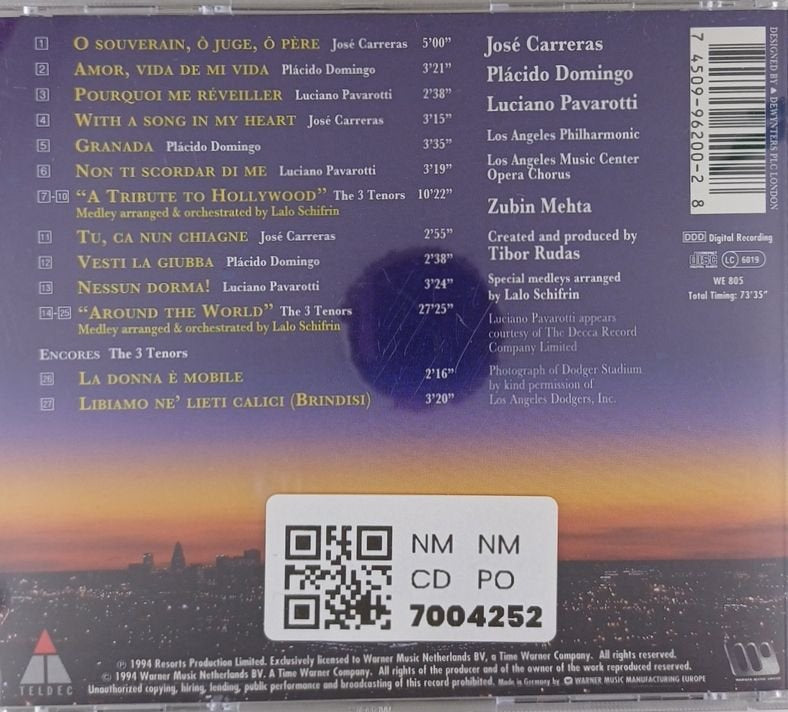 1 O SOUVERAIN, Ô JUGE, Ô PÈRE José Carreras 5'00"
2 AMOR, VIDA DE MI VIDA Plácido Domingo 3'21"
3 POURQUOI ME RÉVEILLER Luciano Pavarotti 2'38"
4 WITH A SONG IN MY HEART José Carreras 3'15"
5 GRANADA Plácido Domingo 3'35"
6 NON TI SCORDAR DI ME Luciano Pavarotti 3'19"
7-10 "A TRIBUTE TO HOLLYWOOD" The 3 Tenors 10'22"
Medley arranged & orchestrated by Lalo Schifrin
11 TU, CA NUN CHIAGNE José Carreras 2'55"
12 VESTI LA GIUBBA Plácido Domingo 2'38"
13 NESSUN DORMA! Luciano Pavarotti 3'24"
14-25 "AROUND THE WORLD" The 3 Tenors 27'25"
Medley arranged & orchestrated by Lalo Schifrin
ENCORES The 3 Tenors
26 LA DONNA È MOBILE 2'16"
27 LIBIAMO NE' LIETI CALICI (BRINDISI) 3'20"
José Carreras
Plácido Domingo
Luciano Pavarotti
Los Angeles Philharmonic
Los Angeles Music Center
Opera Chorus
Zubin Mehta
Created and produced by
Tibor Rudas
Special medleys arranged
by Lalo Schifrin
Luciano Pavarotti appears
courtesy of The Decca Record
Company Limited
Photograph of Dodger Stadium
by kind permission of
Los Angeles Dodgers, Inc.
7 4509-96200-2 8
DESIGNED BY DEWYNTERS PLC LONDON
DDD Digital Recording
COMPACT disc DIGITAL AUDIO LC 6019
WE 805
Total Timing: 73'35"
NM NM
CD PO
7004252
TELDEC
℗ 1994 Resorts Production Limited. Exclusively licensed to Warner Music Netherlands BV, a Time Warner Company. All rights reserved.
© 1994 Warner Music Netherlands BV. A Time Warner Company. All rights of the producer and of the owner of the work reproduced reserved.
Unauthorized copying, hiring, lending, public performance and broadcasting of this record prohibited. Made in Germany by WARNER MUSIC MANUFACTURING EUROPE